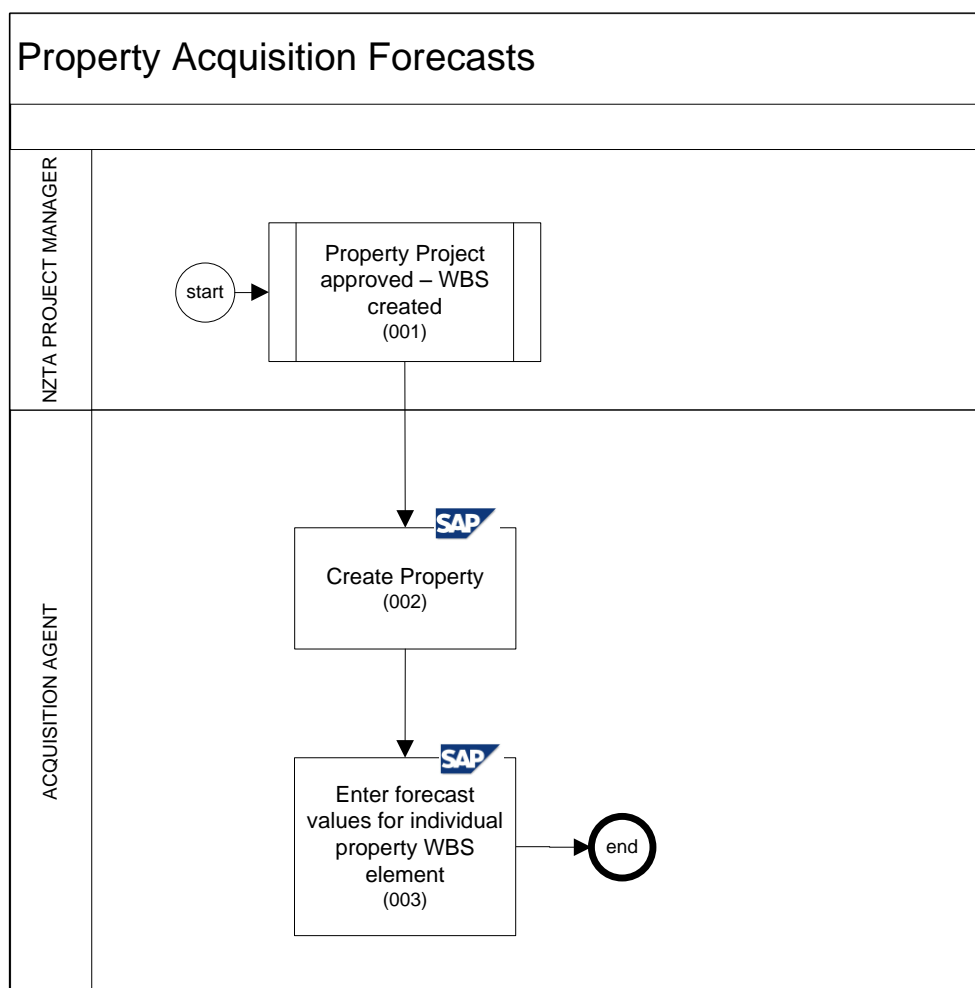 Property Acquisition Forecasts
NZTA PROJECT MANAGER
start
Property Project
approved – WBS
created
(001)
ACQUISITION AGENT
SAP
Create Property
(002)
SAP
Enter forecast
values for individual
property WBS
element
(003)
end